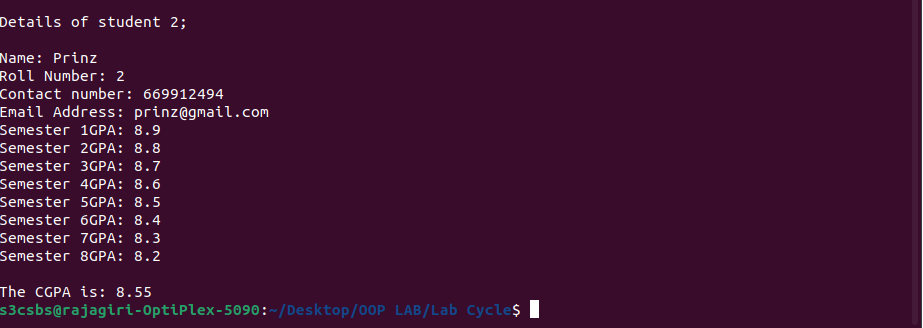 Details of student 2;
Name: Prinz
Roll Number: 2
Contact number: 669912494
Email Address: prinz@gmail.com
Semester 1GPA: 8.9
Semester 2GPA: 8.8
Semester 3GPA: 8.7
Semester 4GPA: 8.6
Semester 5GPA: 8.5
Semester 6GPA: 8.4
Semester 7GPA: 8.3
Semester 8GPA: 8.2
The CGPA is: 8.55
s3csbs@rajagiri-OptiPlex-5090:~/Desktop/OOP LAB/Lab Cycle$